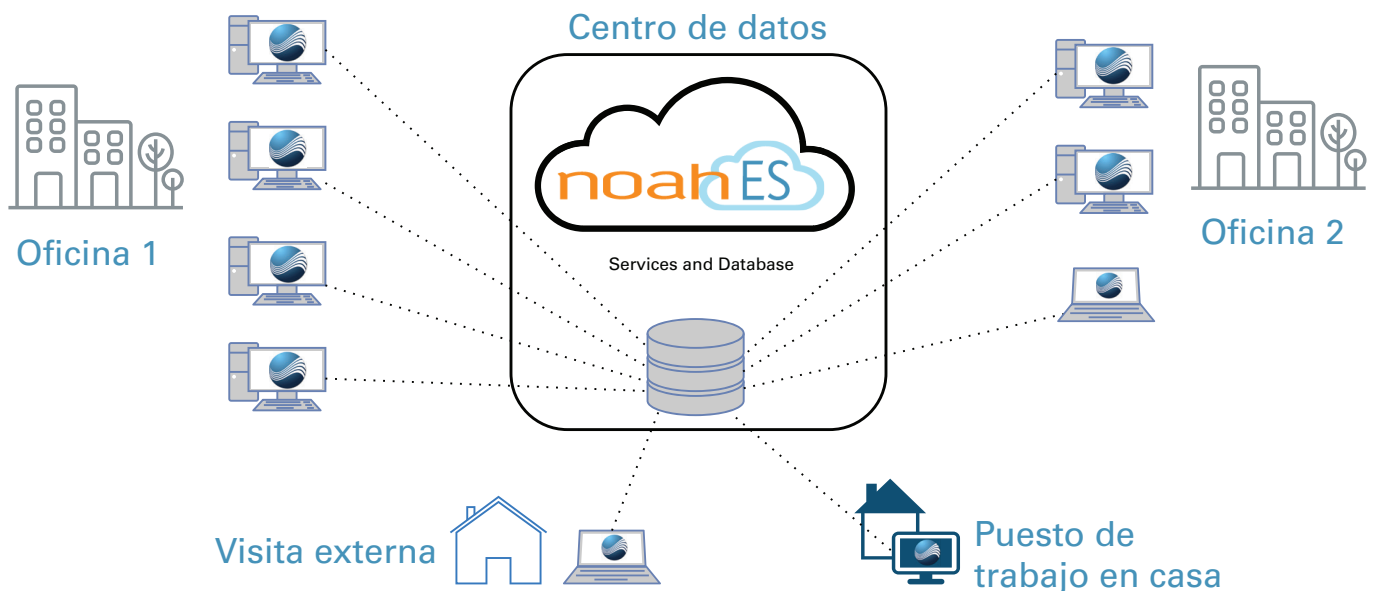 Centro de datos
noahES
Services and Database
Oficina 1
Oficina 2
Visita externa
Puesto de
trabajo en casa